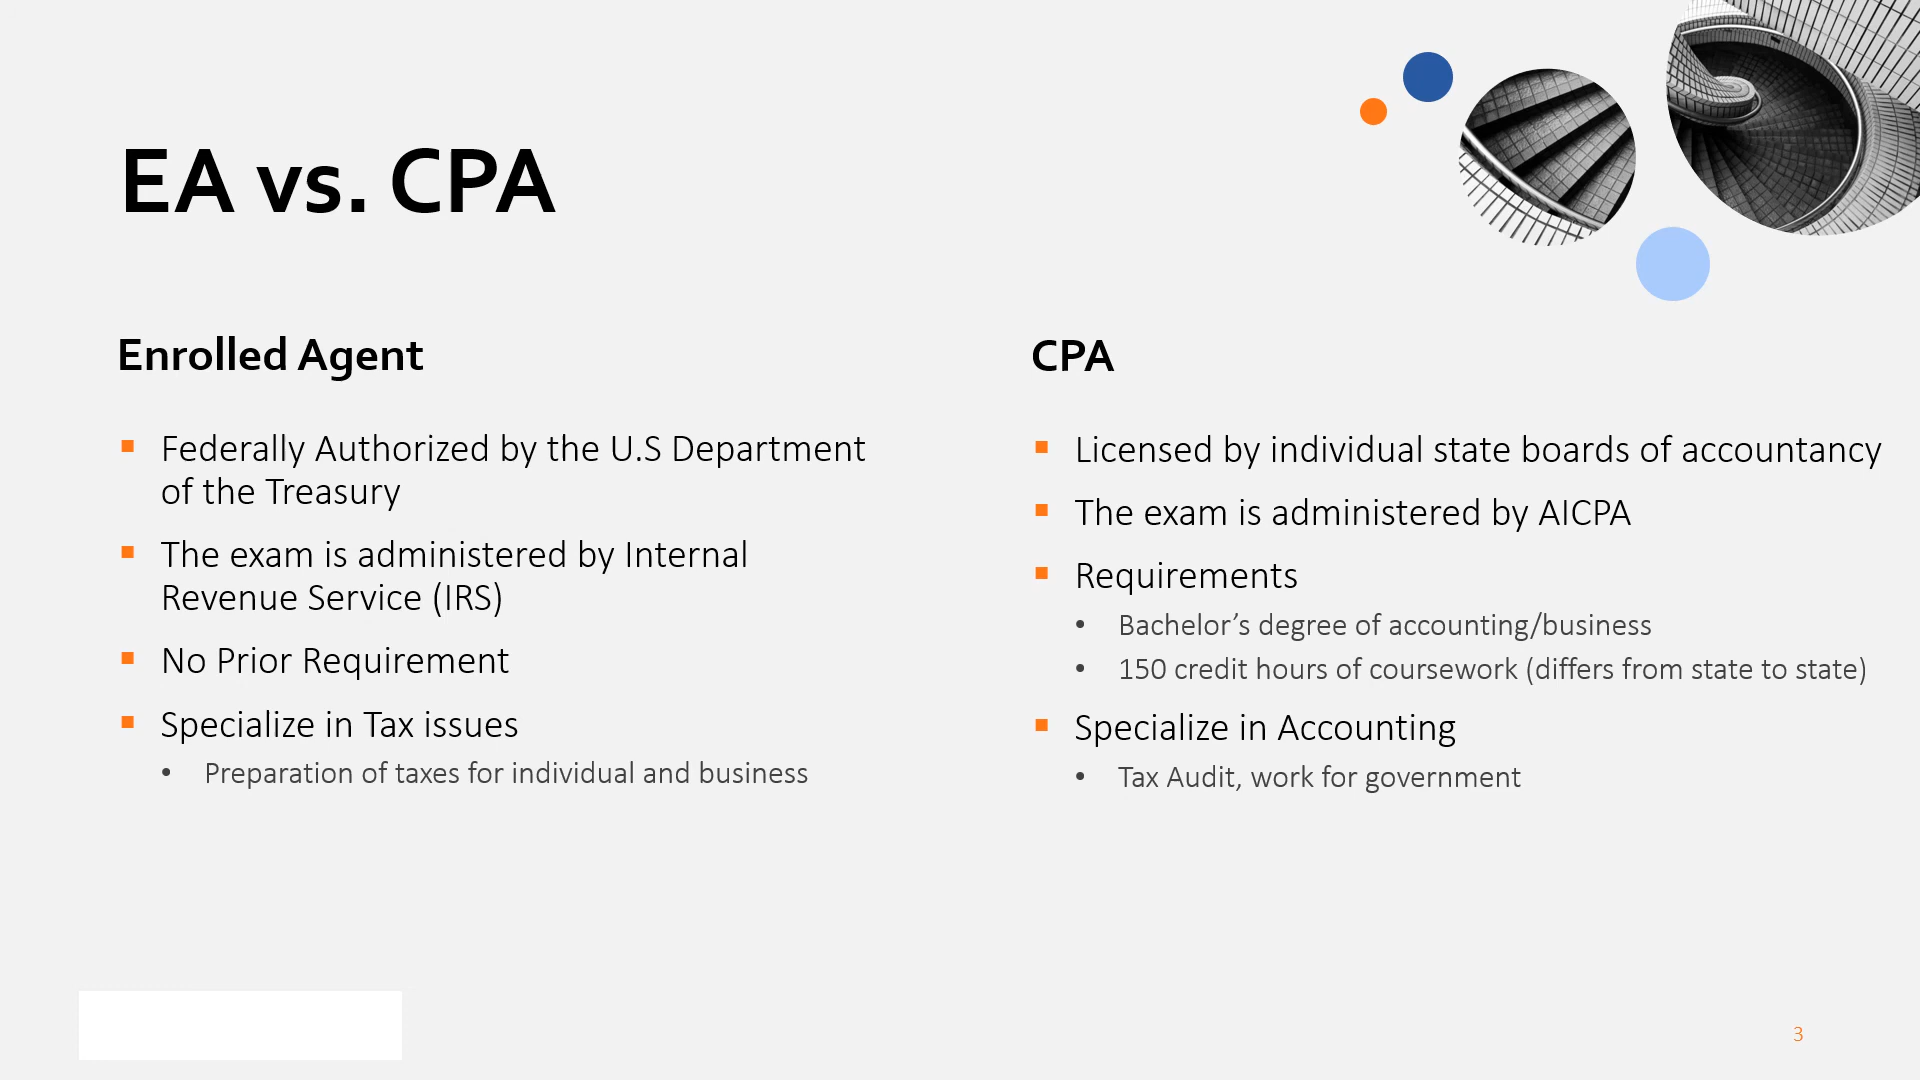 EA vs. CPA
Enrolled Agent
▪ Federally Authorized by the U.S Department
of the Treasury
▪ The exam is administered by Internal
Revenue Service (IRS)
▪ No Prior Requirement
▪ Specialize in Tax issues
• Preparation of taxes for individual and business
CPA
▪ Licensed by individual state boards of accountancy
▪ The exam is administered by AICPA
▪ Requirements
• Bachelor’s degree of accounting/business
• 150 credit hours of coursework (differs from state to state)
▪ Specialize in Accounting
• Tax Audit, work for government
3